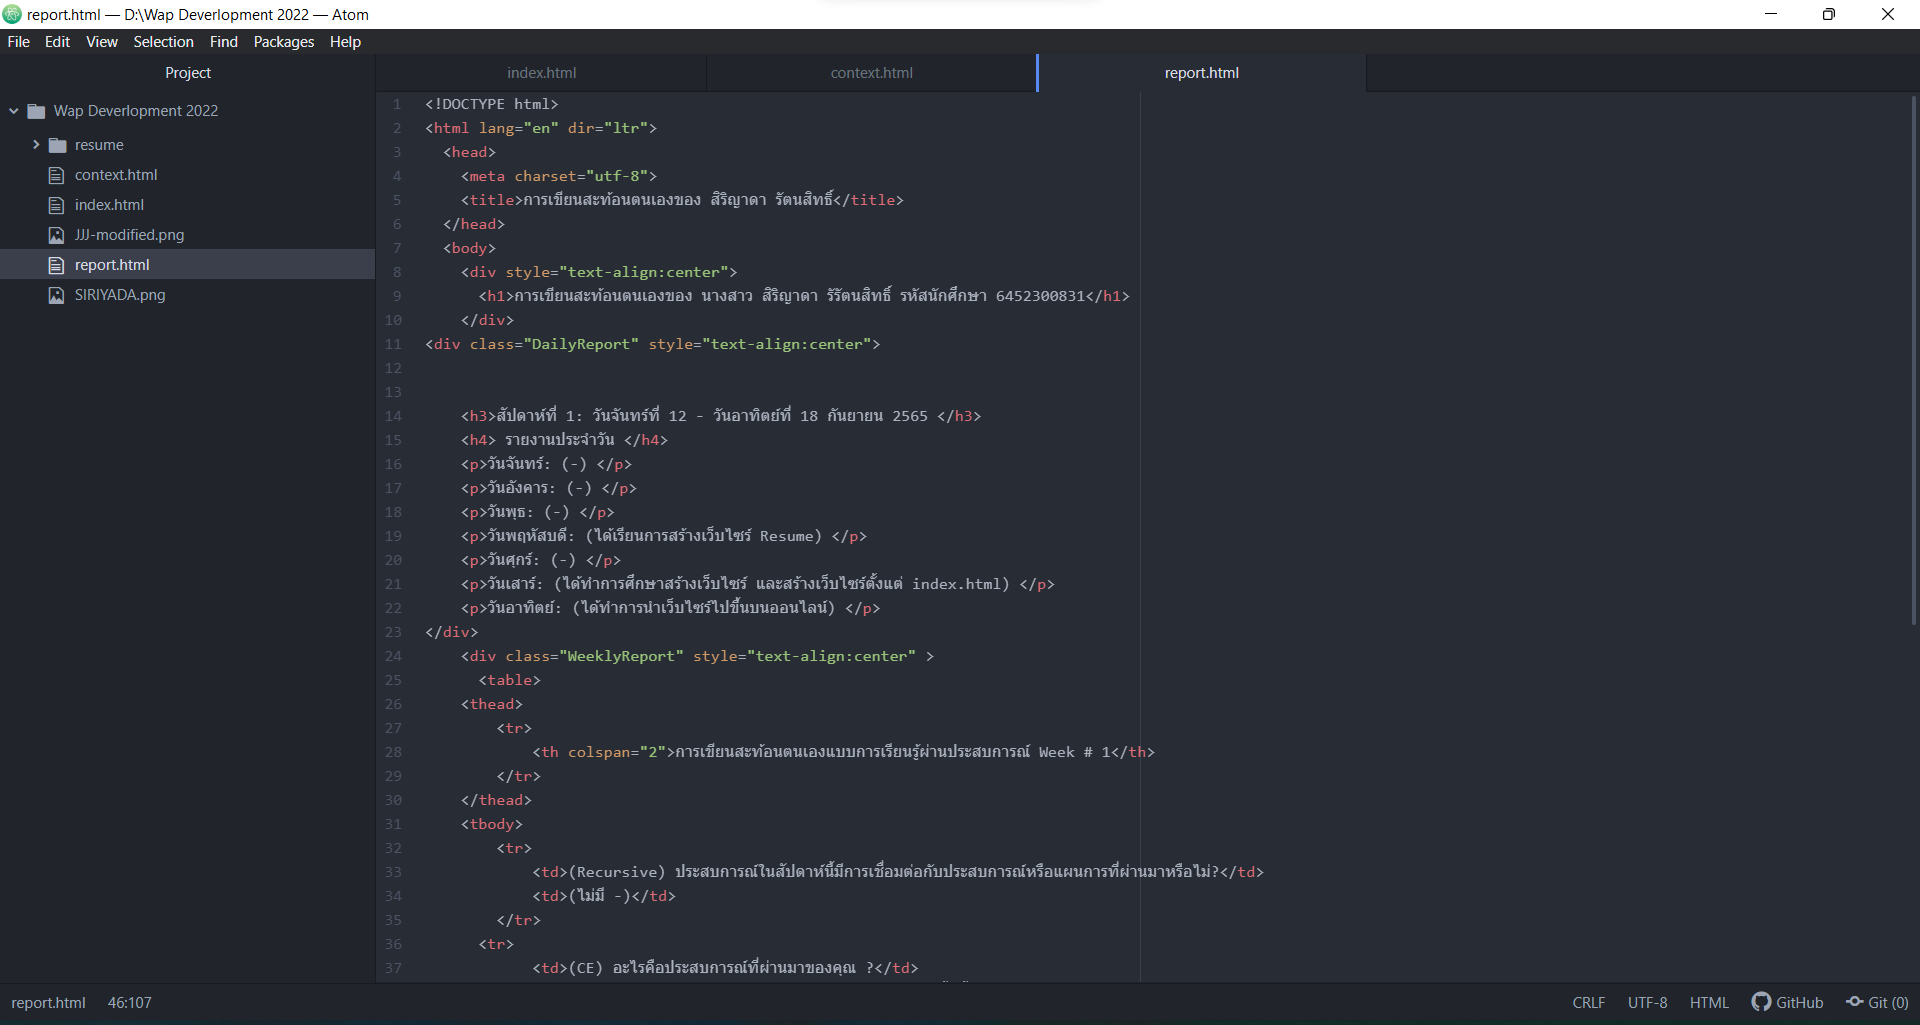 report.html — D:\Wap Deverlopment 2022 — Atom
File Edit View Selection Find Packages Help
Project
index.html context.html report.html
Wap Deverlopment 2022
resume
context.html
index.html
JJJ-modified.png
report.html
SIRIYADA.png
1 <!DOCTYPE html>
2 <html lang="en" dir="ltr">
3 <head>
4 <meta charset="utf-8">
5 <title>การเขียนสะท้อนตนเองของ สิริญาดา รัตนสิทธิ์</title>
6 </head>
7 <body>
8 <div style="text-align:center">
9 <h1>การเขียนสะท้อนตนเองของ นางสาว สิริญาดา รัรัตนสิทธิ์ รหัสนักศึกษา 6452300831</h1>
10 </div>
11 <div class="DailyReport" style="text-align:center">
12
13
14 <h3>สัปดาห์ที่ 1: วันจันทร์ที่ 12 - วันอาทิตย์ที่ 18 กันยายน 2565 </h3>
15 <h4> รายงานประจำวัน </h4>
16 <p>วันจันทร์: (-) </p>
17 <p>วันอังคาร: (-) </p>
18 <p>วันพุธ: (-) </p>
19 <p>วันพฤหัสบดี: (ได้เรียนการสร้างเว็บไซร์ Resume) </p>
20 <p>วันศุกร์: (-) </p>
21 <p>วันเสาร์: (ได้ทำการศึกษาสร้างเว็บไซร์ และสร้างเว็บไซร์ตั้งแต่ index.html) </p>
22 <p>วันอาทิตย์: (ได้ทำการนำเว็บไซร์ไปขึ้นบนออนไลน์) </p>
23 </div>
24 <div class="WeeklyReport" style="text-align:center" >
25 <table>
26 <thead>
27 <tr>
28 <th colspan="2">การเขียนสะท้อนตนเองแบบการเรียนรู้ผ่านประสบการณ์ Week # 1</th>
29 </tr>
30 </thead>
31 <tbody>
32 <tr>
33 <td>(Recursive) ประสบการณ์ในสัปดาห์นี้มีการเชื่อมต่อกับประสบการณ์หรือแผนการที่ผ่านมาหรือไม่?</td>
34 <td>(ไม่มี -)</td>
35 </tr>
36 <tr>
37 <td>(CE) อะไรคือประสบการณ์ที่ผ่านมาของคุณ ?</td>
report.html 46:107 CRLF UTF-8 HTML GitHub Git (0)